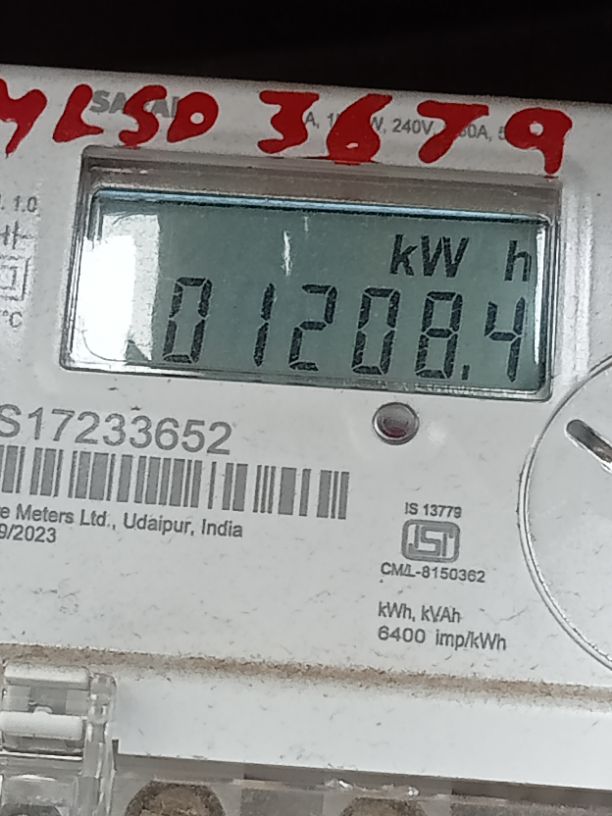 MLSD 3679
240V,
1.0
°C
kW h
01208.4
S17233652
Meters Ltd., Udaipur, India
9/2023
IS 13779
ISI
CM/L-8150362
kWh, kVAh
6400 imp/kWh